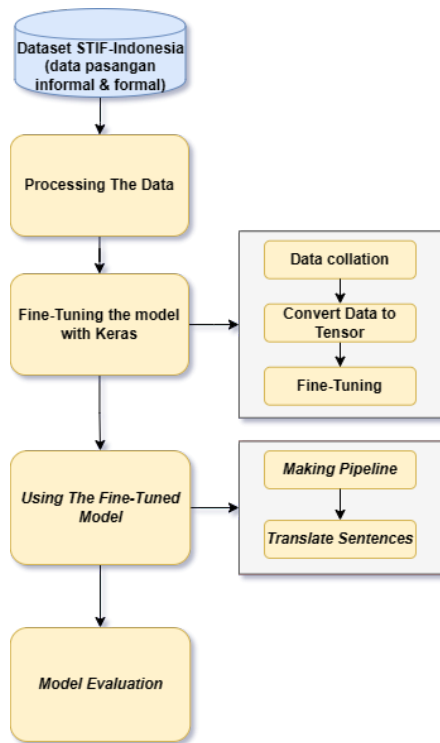 Dataset STIF-Indonesia
(data pasangan
informal & formal)
Processing The Data
Fine-Tuning the model
with Keras
Data collation
Convert Data to
Tensor
Fine-Tuning
Using The Fine-Tuned
Model
Making Pipeline
Translate Sentences
Model Evaluation